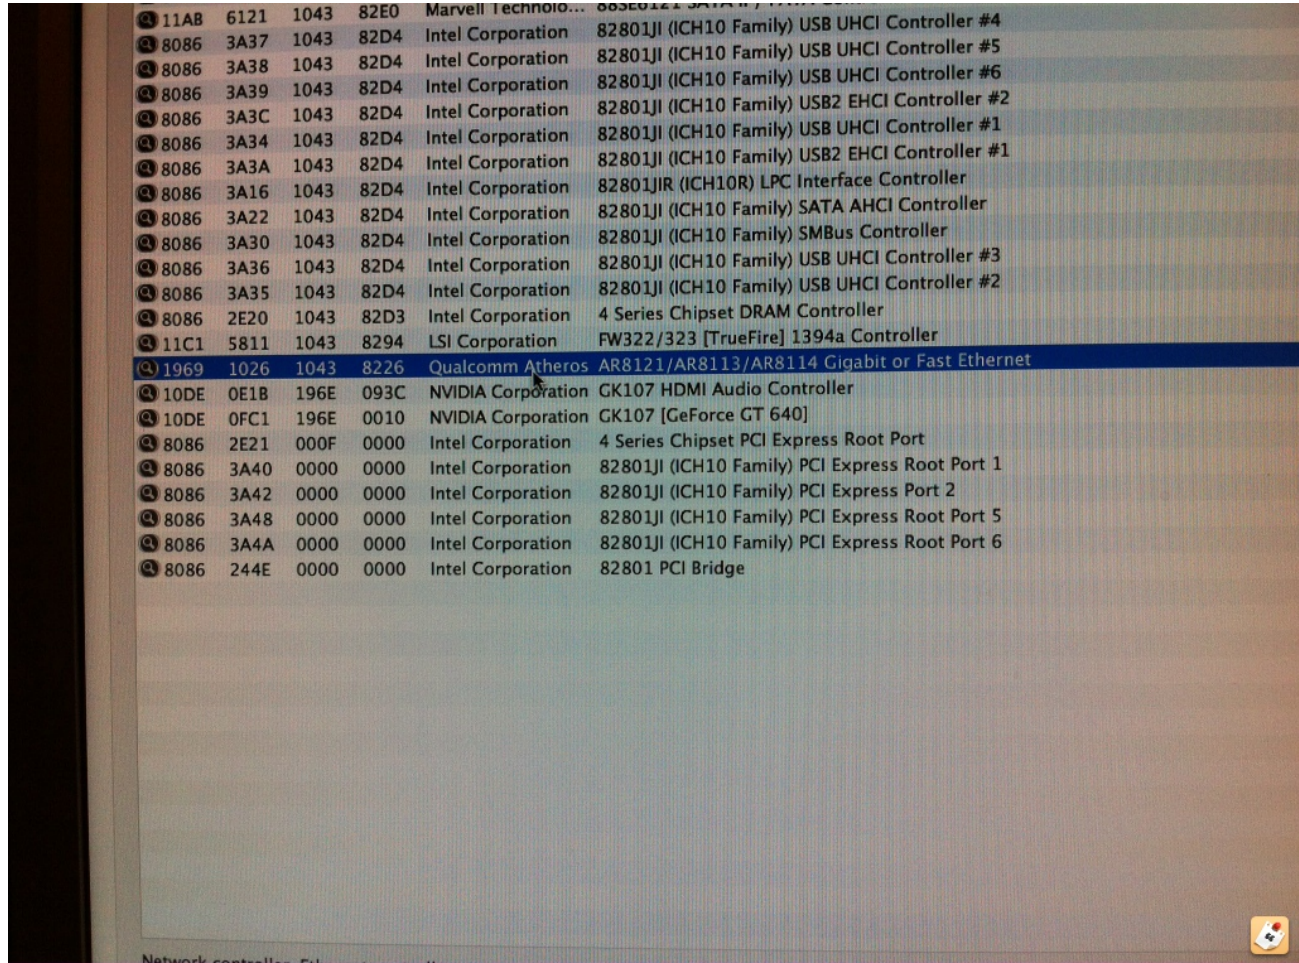 11AB 6121 1043 82E0 Marvell Technolo... 88SE6121 SATA II / PATA Controller
8086 3A37 1043 82D4 Intel Corporation 82801JI (ICH10 Family) USB UHCI Controller #4
8086 3A38 1043 82D4 Intel Corporation 82801JI (ICH10 Family) USB UHCI Controller #5
8086 3A39 1043 82D4 Intel Corporation 82801JI (ICH10 Family) USB UHCI Controller #6
8086 3A3C 1043 82D4 Intel Corporation 82801JI (ICH10 Family) USB2 EHCI Controller #2
8086 3A34 1043 82D4 Intel Corporation 82801JI (ICH10 Family) USB UHCI Controller #1
8086 3A3A 1043 82D4 Intel Corporation 82801JI (ICH10 Family) USB2 EHCI Controller #1
8086 3A16 1043 82D4 Intel Corporation 82801JIR (ICH10R) LPC Interface Controller
8086 3A22 1043 82D4 Intel Corporation 82801JI (ICH10 Family) SATA AHCI Controller
8086 3A30 1043 82D4 Intel Corporation 82801JI (ICH10 Family) SMBus Controller
8086 3A36 1043 82D4 Intel Corporation 82801JI (ICH10 Family) USB UHCI Controller #3
8086 3A35 1043 82D4 Intel Corporation 82801JI (ICH10 Family) USB UHCI Controller #2
8086 2E20 1043 82D3 Intel Corporation 4 Series Chipset DRAM Controller
11C1 5811 1043 8294 LSI Corporation FW322/323 [TrueFire] 1394a Controller
1969 1026 1043 8226 Qualcomm Atheros AR8121/AR8113/AR8114 Gigabit or Fast Ethernet
10DE 0E1B 196E 093C NVIDIA Corporation GK107 HDMI Audio Controller
10DE 0FC1 196E 0010 NVIDIA Corporation GK107 [GeForce GT 640]
8086 2E21 000F 0000 Intel Corporation 4 Series Chipset PCI Express Root Port
8086 3A40 0000 0000 Intel Corporation 82801JI (ICH10 Family) PCI Express Root Port 1
8086 3A42 0000 0000 Intel Corporation 82801JI (ICH10 Family) PCI Express Port 2
8086 3A48 0000 0000 Intel Corporation 82801JI (ICH10 Family) PCI Express Root Port 5
8086 3A4A 0000 0000 Intel Corporation 82801JI (ICH10 Family) PCI Express Root Port 6
8086 244E 0000 0000 Intel Corporation 82801 PCI Bridge
Network